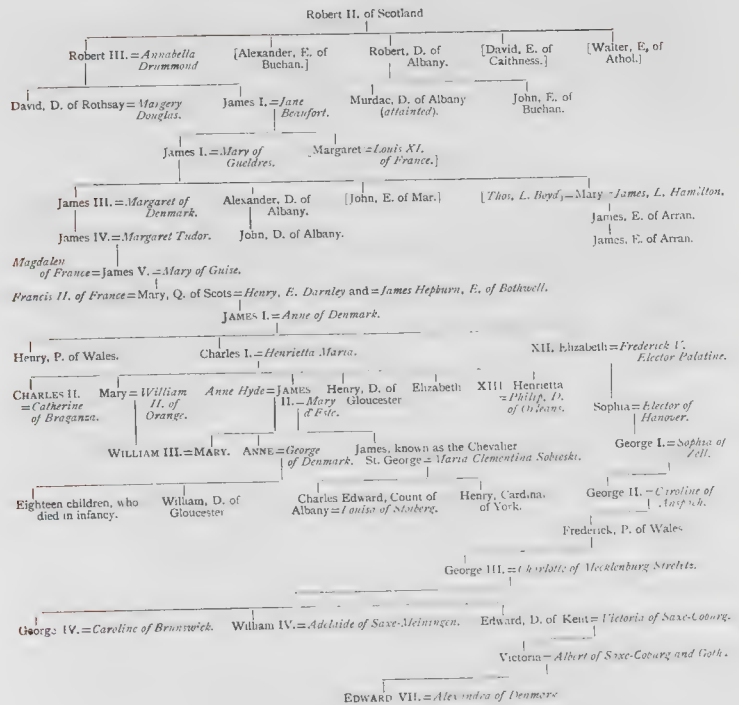 Robert II. of Scotland
Robert III.=Annabella Drummond [Alexander, E. of Buchan.] Robert, D. of Albany. [David, E. of Caithness.] [Walter, E, of Athol.]
David, D. of Rothsay=Margery Douglas. James I.=Jane Beaufort. Murdac, D. of Albany (attainted). John, E. of Buchan.
James I.=Mary of Gueldres. Margaret=Louis XI. of France.]
James III.=Margaret of Denmark. Alexander, D. of Albany. [John, E. of Mar.] [Thos, L. Boyd,=Mary=James, L. Hamilton.
James IV.=Margaret Tudor. John, D. of Albany. James, E. of Arran.
James, E of Arran.
Magdalen of France=James V.=Mary of Guise.
Francis II. of France=Mary, Q. of Scots=Henry, E. Darnley and=James Hepburn, E. of Bothwell.
JAMES I.=Anne of Denmark.
Henry, P. of Wales. Charles I.=Henrietta Maria. XII. Elizabeth=Frederick V. Elector Palatine.
CHARLES II. =Catherine of Braganza. Mary=William II. of Orange. Anne Hyde=JAMES II.=Mary d'Este. Henry, D. of Gloucester Elizabeth XIII Henrietta =Philip, D. of Orleans. Sophia=Elector of Hanover.
WILLIAM III.=MARY. ANNE=George of Denmark. James, known as the Chevalier St. George=Maria Clementina Sobieski. George I.=Sophia of Zell.
Eighteen children, who died in infancy. William, D. of Gloucester Charles Edward, Count of Albany=Louisa of Stolberg. Henry, Cardinal of York. George II.=Caroline of Anspach.
Frederick, P. of Wales
George III.=Charlotte of Mecklenburg Strelitz.
George IV.=Caroline of Brunswick. William IV.=Adelaide of Saxe-Meiningen. Edward, D. of Kent=Victoria of Saxe-Coburg.
Victoria=Albert of Saxe-Coburg and Goth.
EDWARD VII.=Alexandra of Denmark